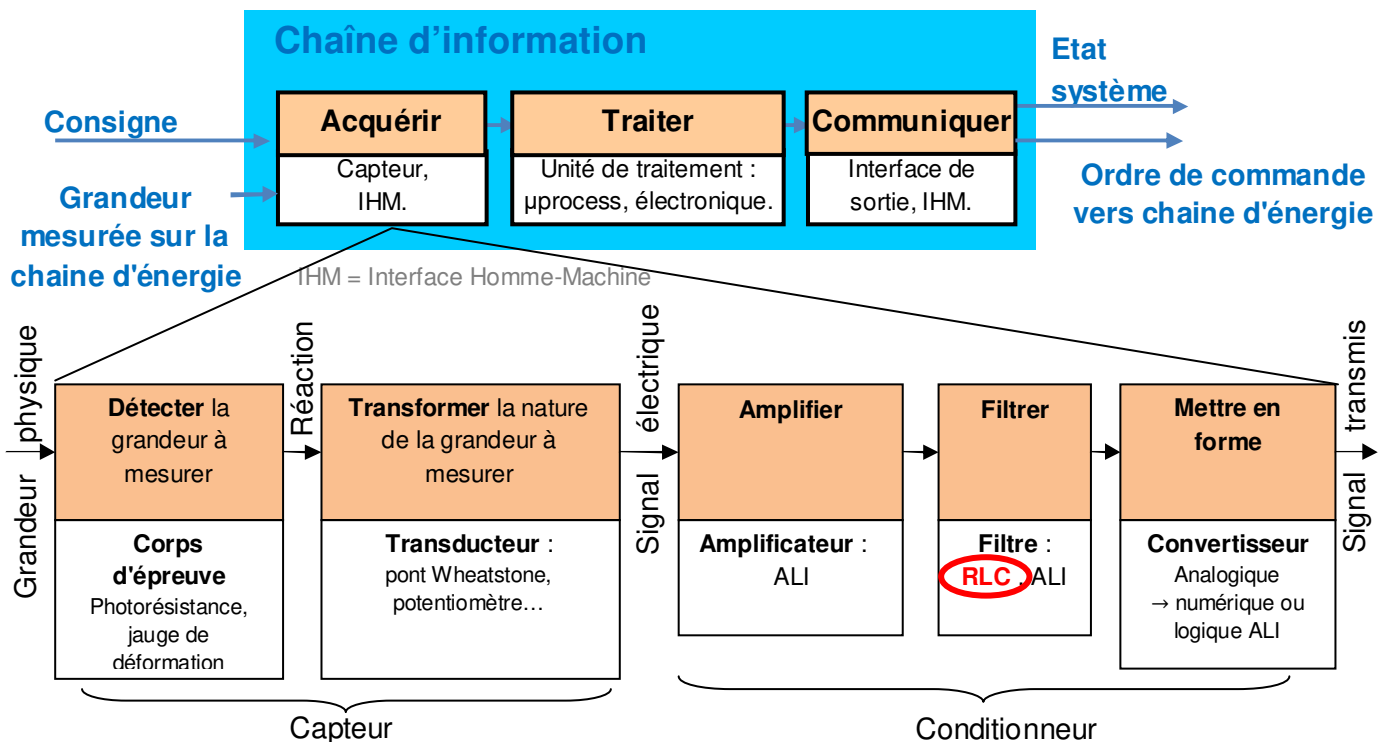 Chaîne d'information
Etat
système
Consigne
Acquérir
Traiter
Communiquer
Capteur,
IHM.
Unité de traitement :
µprocess, électronique.
Interface de
sortie, IHM.
Grandeur
mesurée sur la
chaine d'énergie
Ordre de commande
vers chaine d'énergie
IHM = Interface Homme-Machine
Grandeur physique
Détecter la
grandeur à
mesurer
Corps
d'épreuve
Photorésistance,
jauge de
déformation
Réaction
Transformer la nature
de la grandeur à
mesurer
Transducteur :
pont Wheatstone,
potentiomètre…
Signal électrique
Amplifier
Amplificateur :
ALI
Filtrer
Filtre :
RLC , ALI
Mettre en
forme
Convertisseur
Analogique
→ numérique ou
logique ALI
Signal transmis
Capteur
Conditionneur